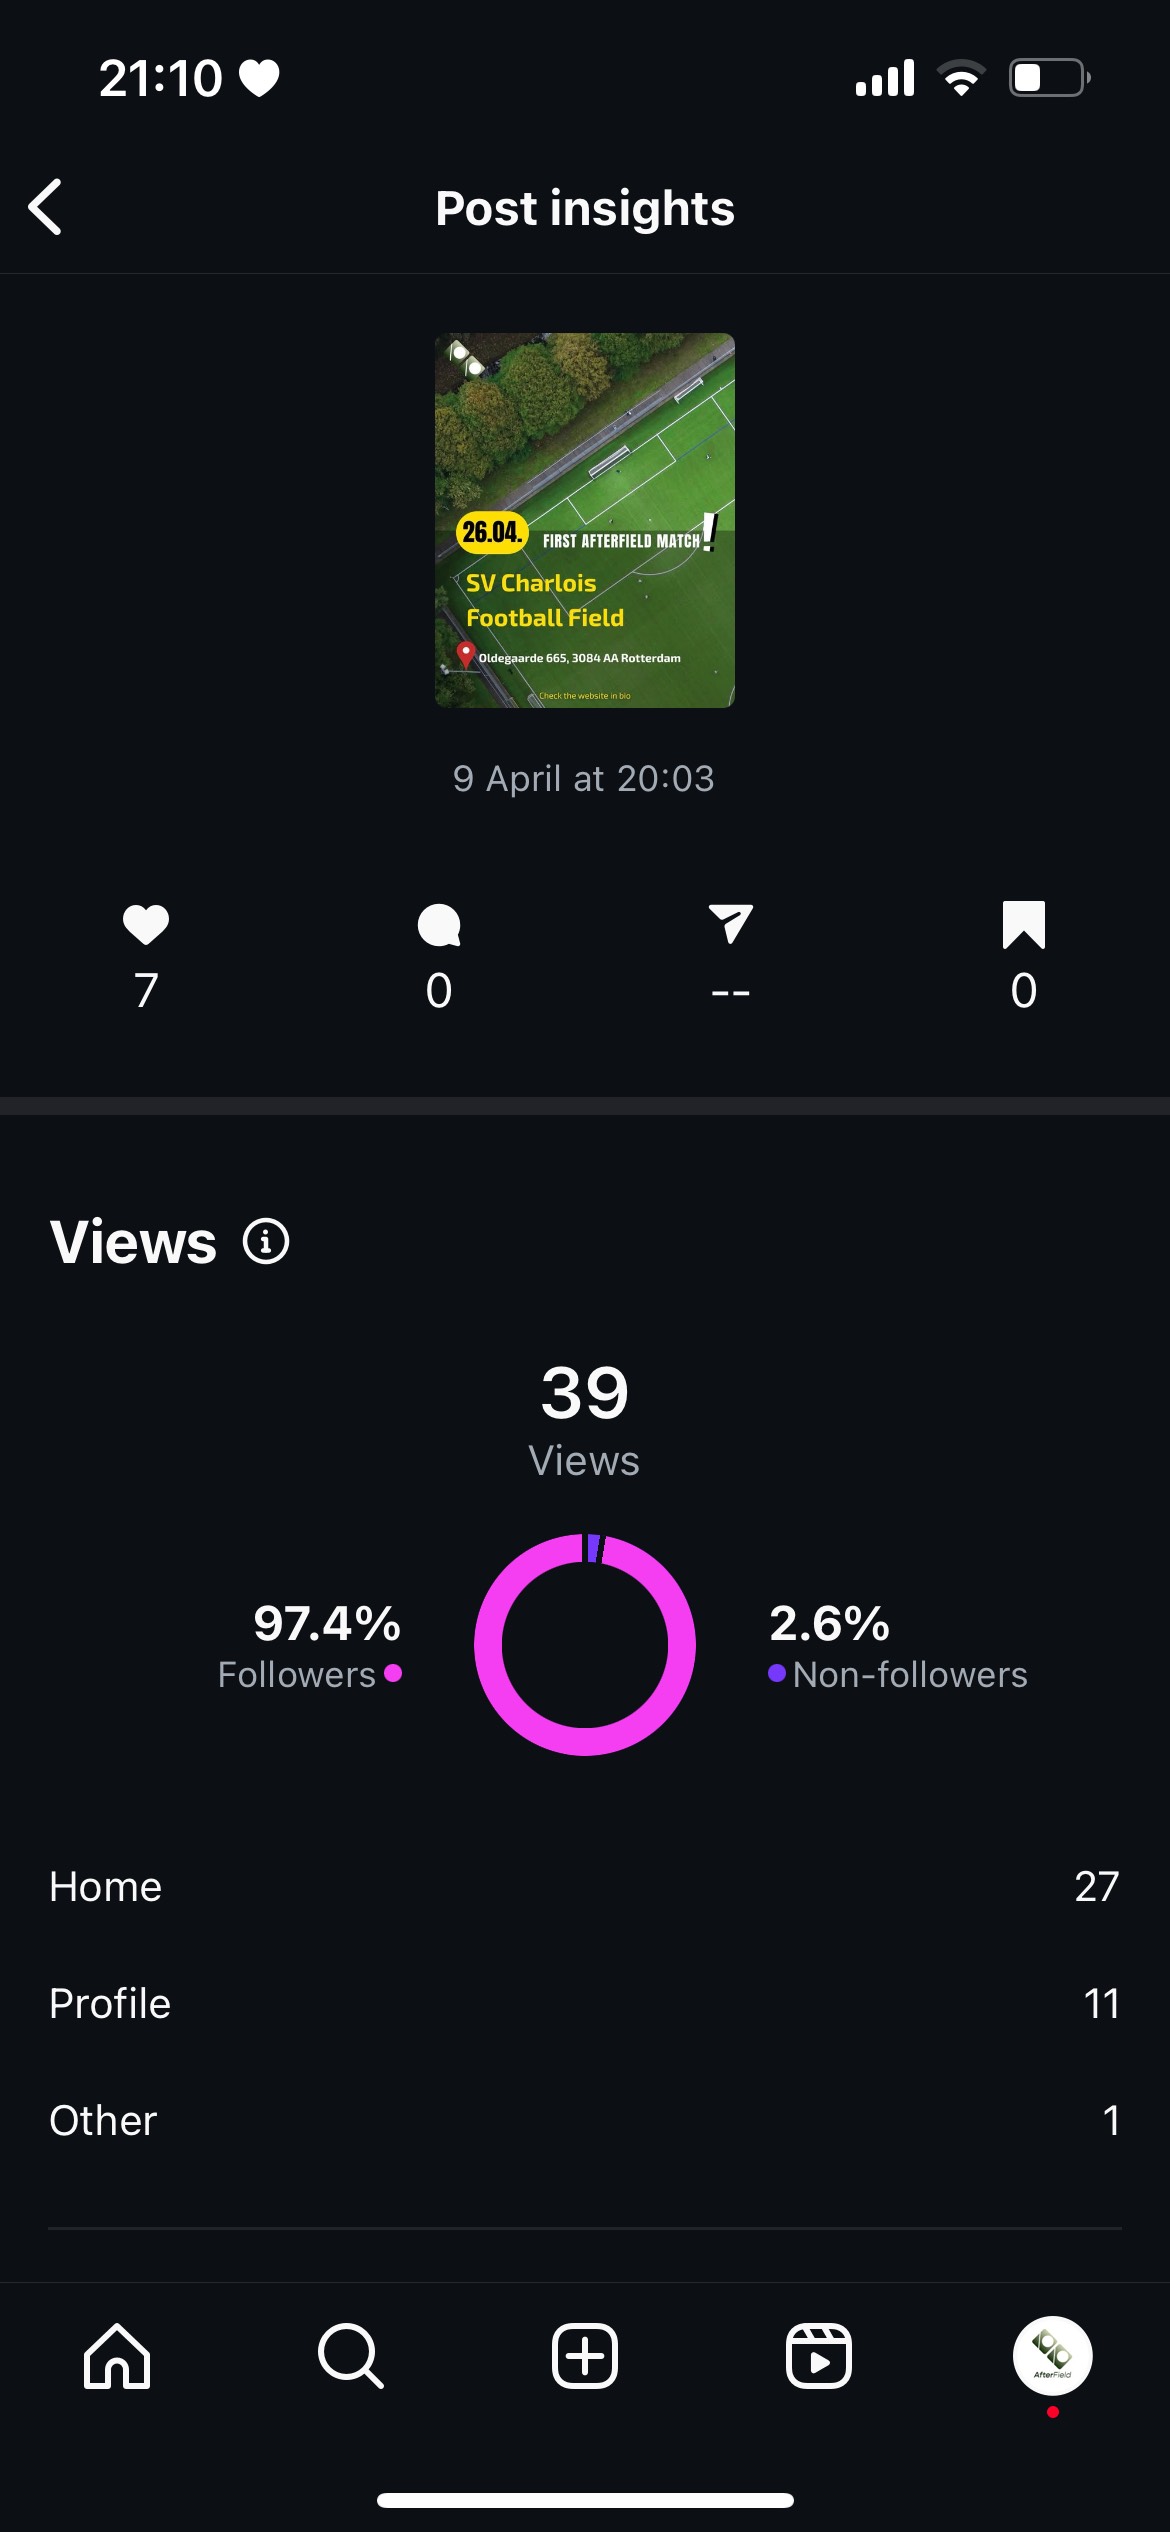 21:10
Post insights
26.04.
FIRST AFTERFIELD MATCH!
SV Charlois
Football Field
Oldegaarde 665, 3084 AA Rotterdam
Check the website in bio
9 April at 20:03
7
0
--
0
Views
39
Views
97.4%
Followers
2.6%
Non-followers
Home
27
Profile
11
Other
1
AfterField